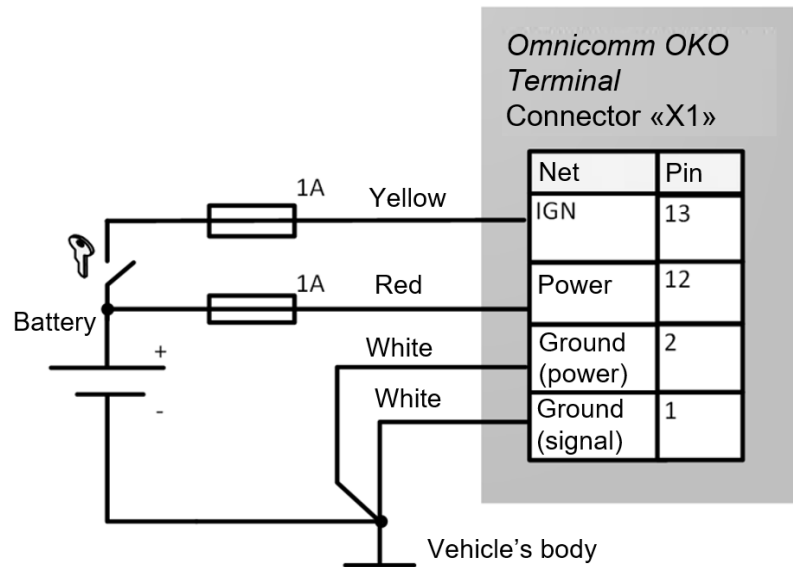 Omnicomm OKO
Terminal
Connector «X1»
Net Pin
IGN 13
Power 12
Ground
(power) 2
Ground
(signal) 1
1A Yellow
1A Red
White
White
Battery
+
-
Vehicle's body